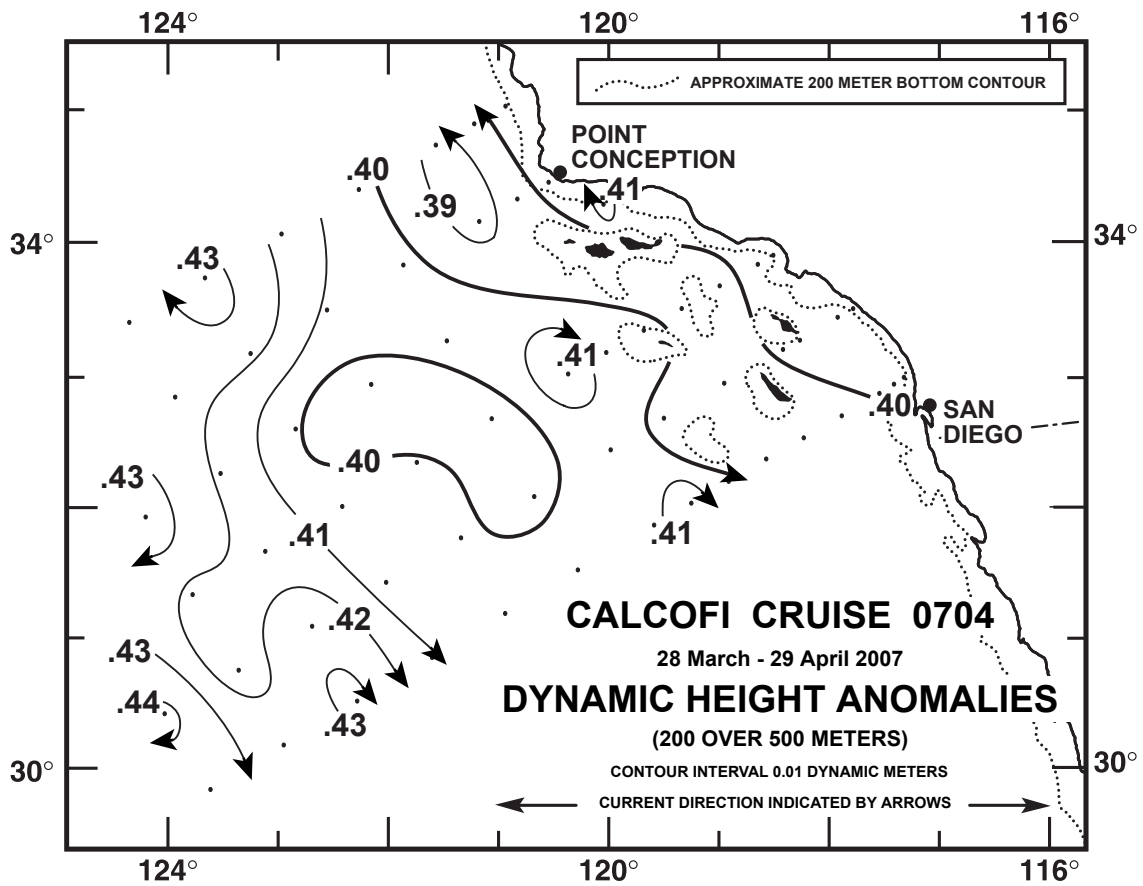 124° 120° 116°
APPROXIMATE 200 METER BOTTOM CONTOUR
POINT
CONCEPTION
.40
.41
.39
34° 34°
.43
.41
.40
SAN
DIEGO
.40
.43
.41
.41
CALCOFI CRUISE 0704
.42
28 March - 29 April 2007
.43
DYNAMIC HEIGHT ANOMALIES
.44
.43
(200 OVER 500 METERS)
30° 30°
CONTOUR INTERVAL 0.01 DYNAMIC METERS
CURRENT DIRECTION INDICATED BY ARROWS
124° 120° 116°